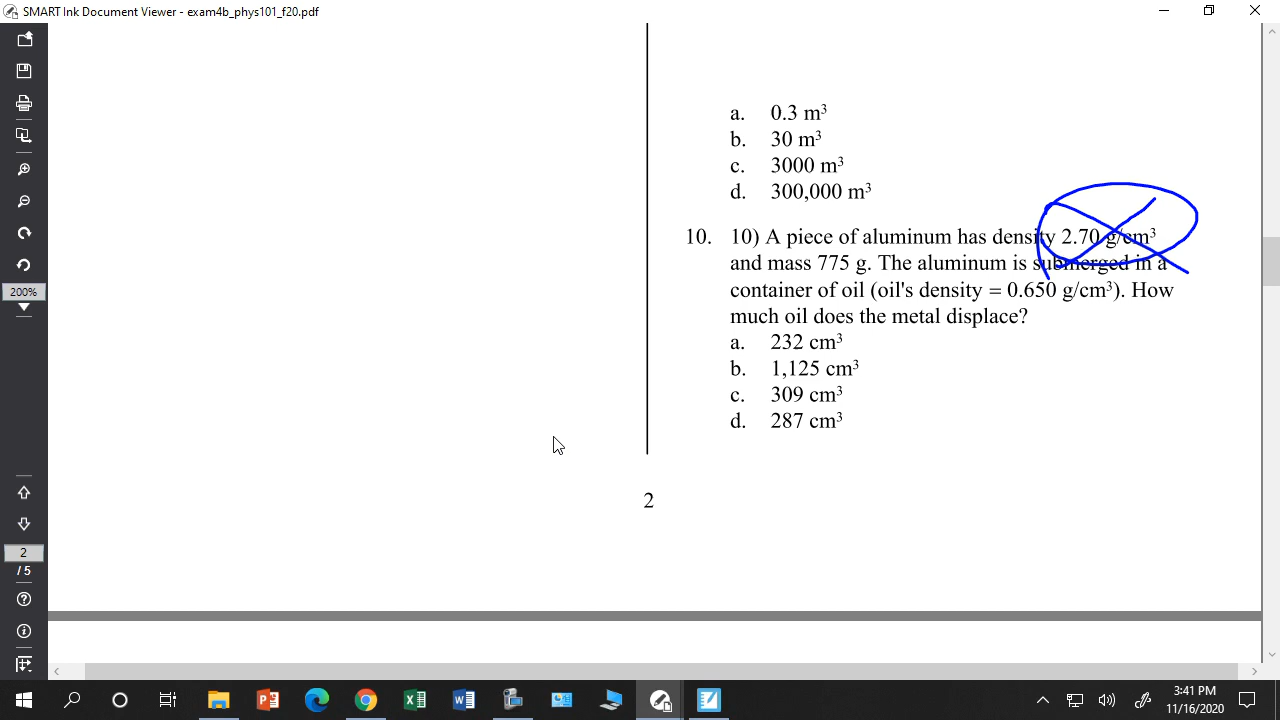 SMART Ink Document Viewer - exam4b_phys101_f20.pdf
a. 0.3 m³
b. 30 m³
c. 3000 m³
d. 300,000 m³
10. 10) A piece of aluminum has density 2.70 g/cm³
and mass 775 g. The aluminum is submerged in a
container of oil (oil's density = 0.650 g/cm³). How
much oil does the metal displace?
a. 232 cm³
b. 1,125 cm³
c. 309 cm³
d. 287 cm³
2
200%
2
/ 5
3:41 PM
11/16/2020